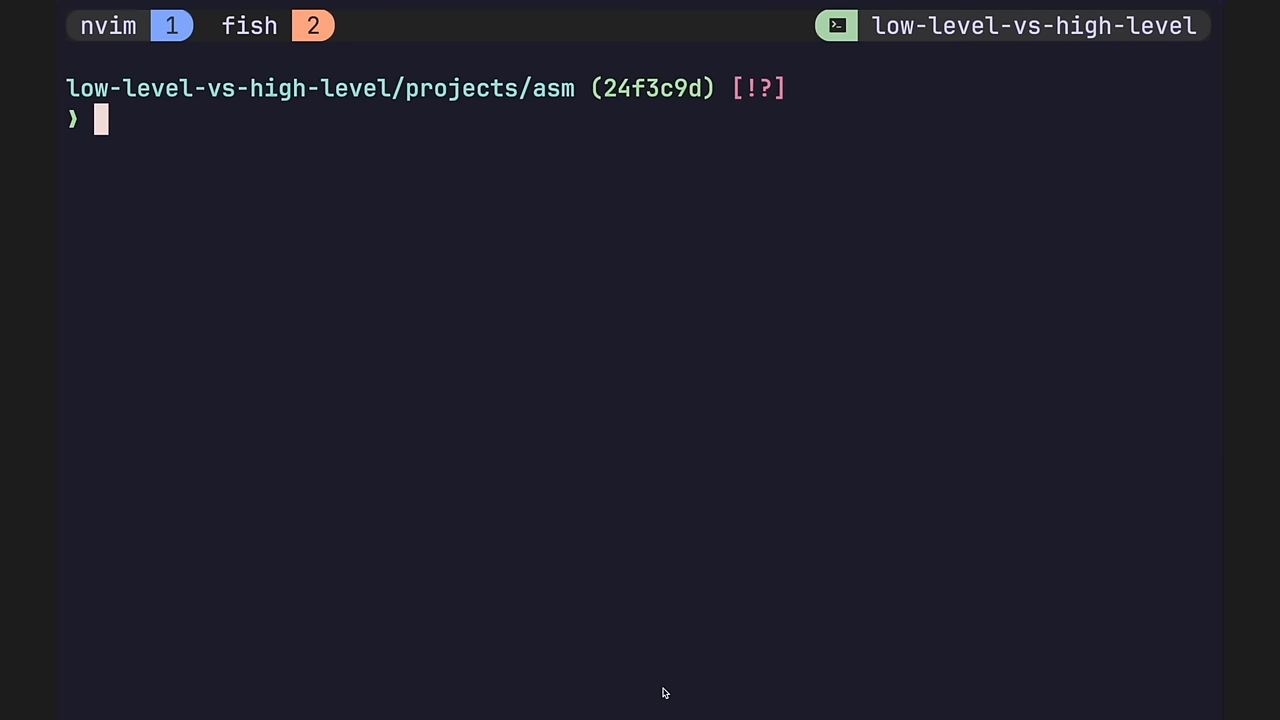 nvim 1 fish 2 low-level-vs-high-level
low-level-vs-high-level/projects/asm (24f3c9d) [!?]
❯